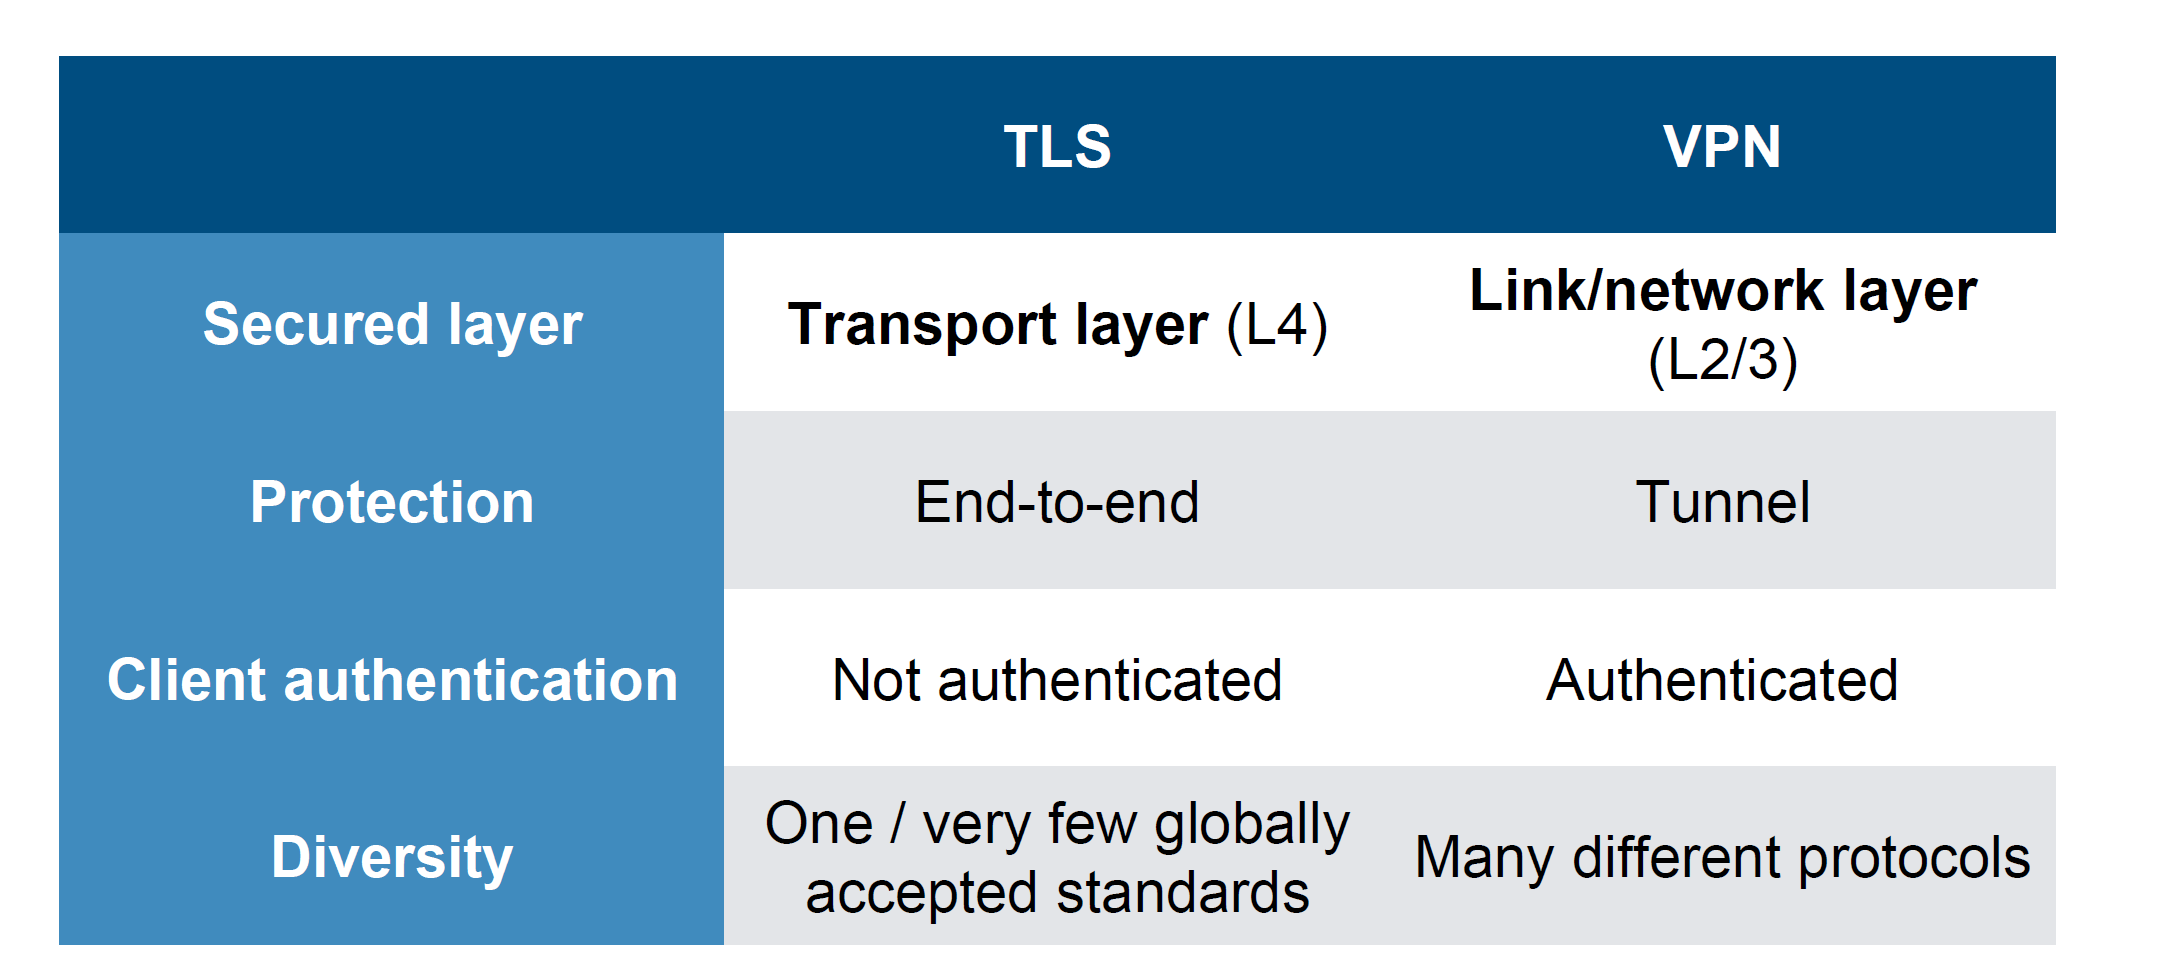 TLS VPN
Secured layer Transport layer (L4) Link/network layer
(L2/3)
Protection End-to-end Tunnel
Client authentication Not authenticated Authenticated
Diversity One / very few globally
accepted standards Many different protocols